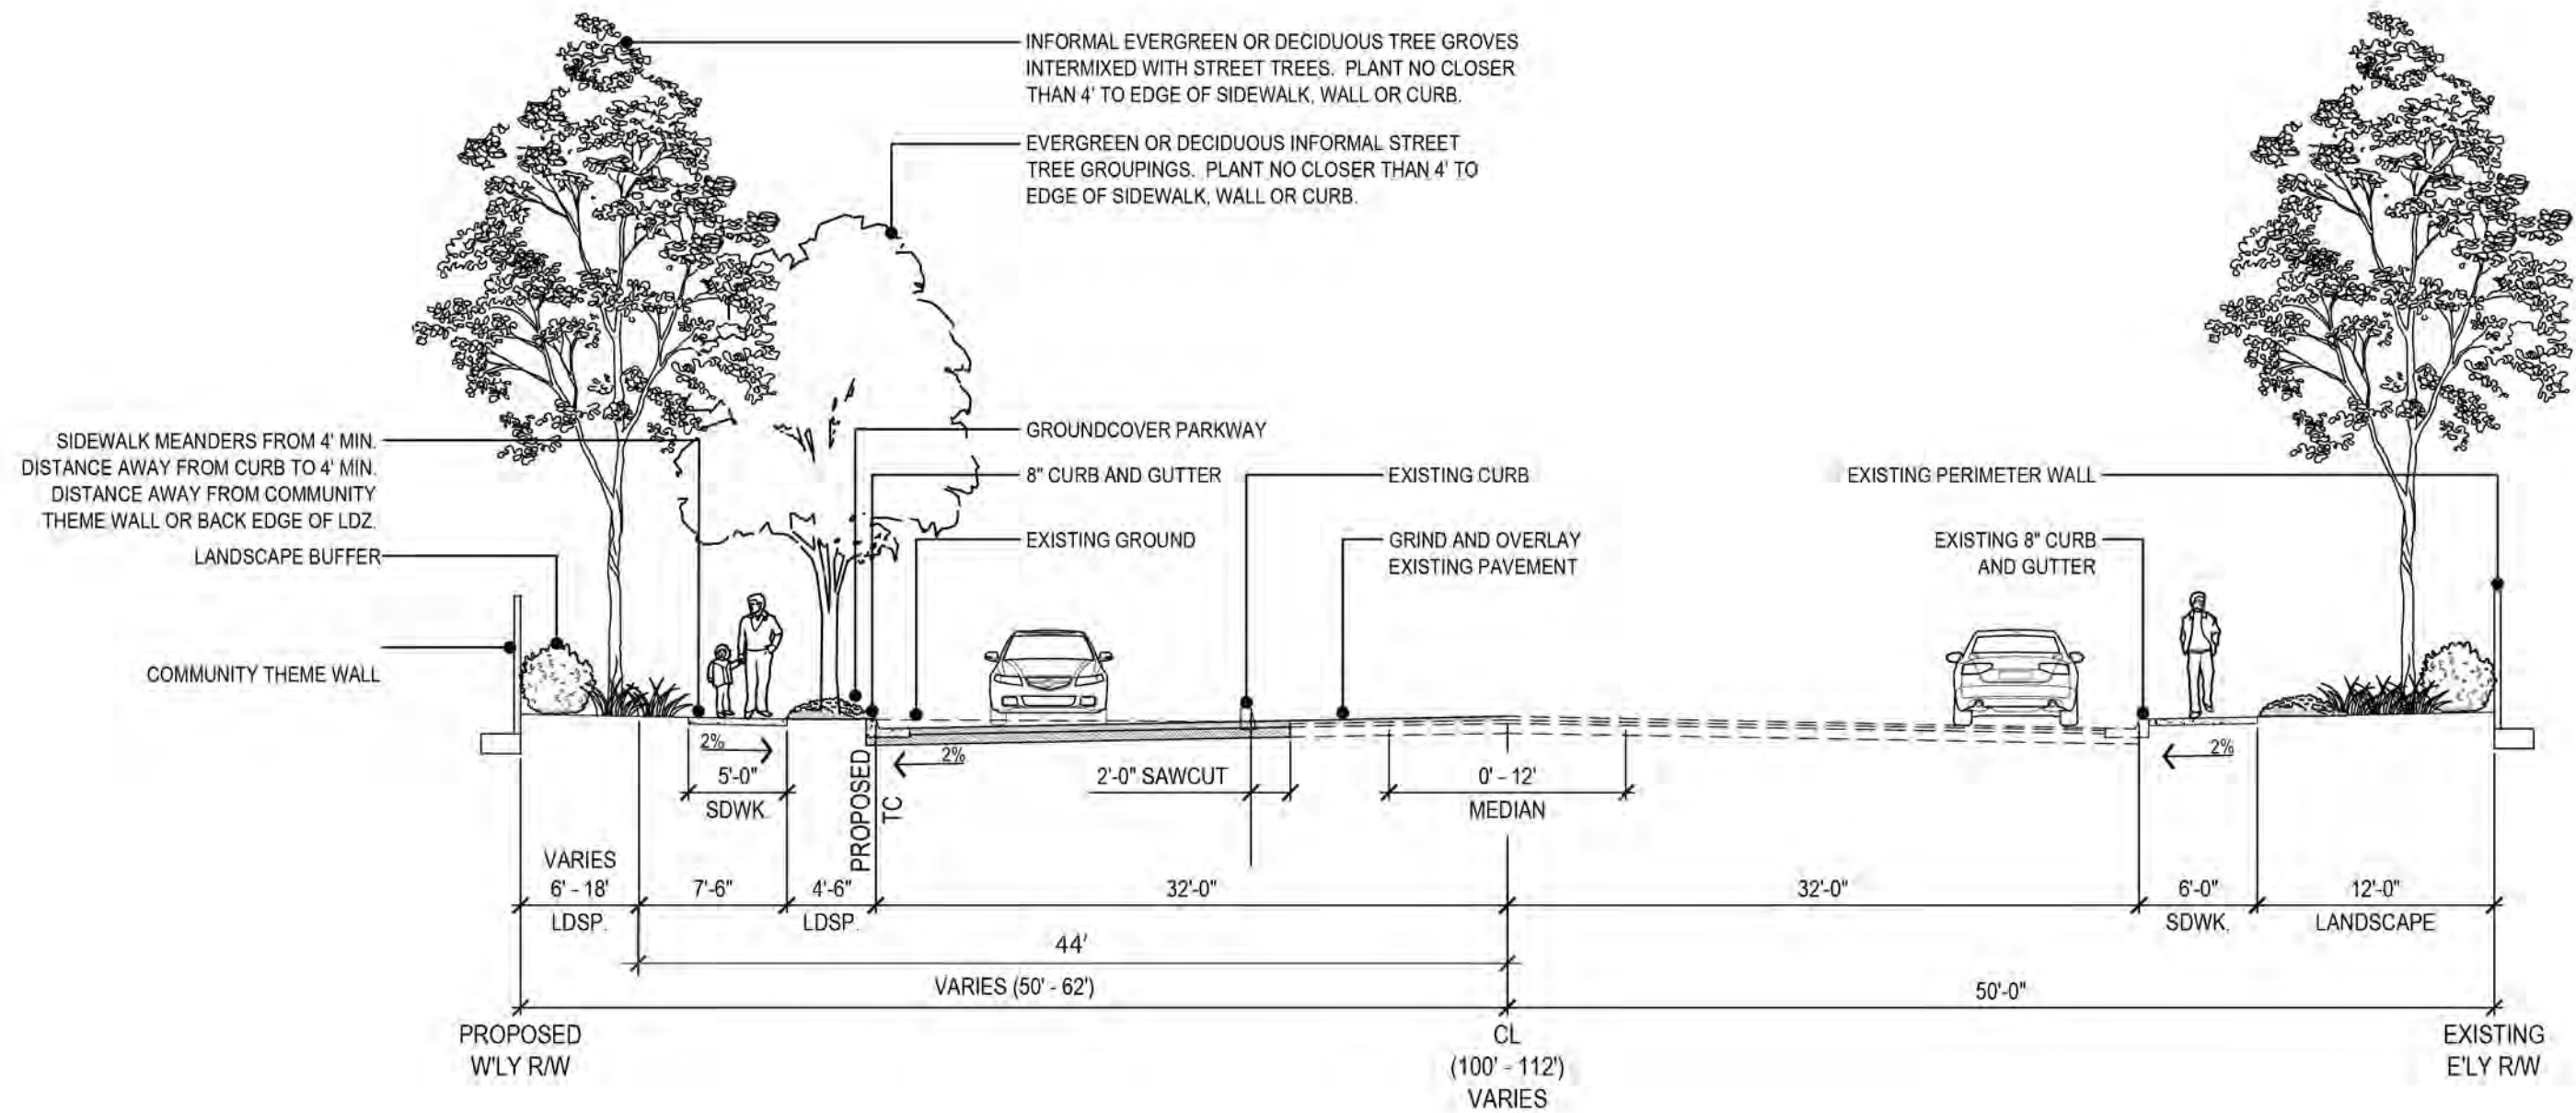 INFORMAL EVERGREEN OR DECIDUOUS TREE GROVES
INTERMIXED WITH STREET TREES. PLANT NO CLOSER
THAN 4' TO EDGE OF SIDEWALK, WALL OR CURB.
EVERGREEN OR DECIDUOUS INFORMAL STREET
TREE GROUPINGS. PLANT NO CLOSER THAN 4' TO
EDGE OF SIDEWALK, WALL OR CURB.
SIDEWALK MEANDERS FROM 4' MIN.
DISTANCE AWAY FROM CURB TO 4' MIN.
DISTANCE AWAY FROM COMMUNITY
THEME WALL OR BACK EDGE OF LDZ.
LANDSCAPE BUFFER
COMMUNITY THEME WALL
GROUNDCOVER PARKWAY
8" CURB AND GUTTER
EXISTING GROUND
EXISTING CURB
GRIND AND OVERLAY
EXISTING PAVEMENT
EXISTING PERIMETER WALL
EXISTING 8" CURB
AND GUTTER
2%
5'-0"
SDWK.
PROPOSED
TC
2%
2'-0" SAWCUT
0' - 12'
MEDIAN
2%
VARIES
6' - 18'
LDSP.
7'-6"
4'-6"
LDSP.
32'-0"
32'-0"
6'-0"
SDWK.
12'-0"
LANDSCAPE
44'
VARIES (50' - 62')
50'-0"
PROPOSED
W'LY R/W
CL
(100' - 112')
VARIES
EXISTING
E'LY R/W